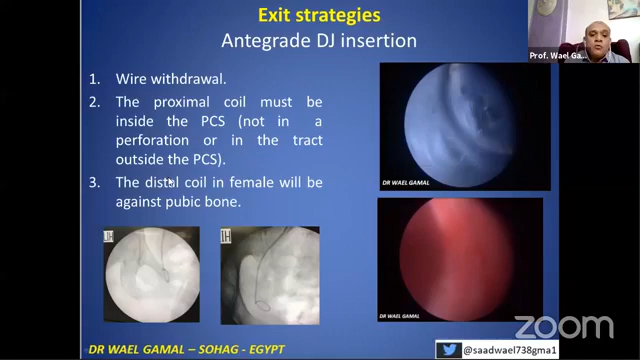 Exit strategies
Antegrade DJ insertion
Prof. Wael Ga...
1. Wire withdrawal.
2. The proximal coil must be
inside the PCS (not in a
perforation or in the tract
outside the PCS).
3. The distal coil in female will be
against pubic bone.
DR WAEL GAMAL
DR WAEL GAMAL
DR WAEL GAMAL – SOHAG - EGYPT
@saadwael738gma1
zoom